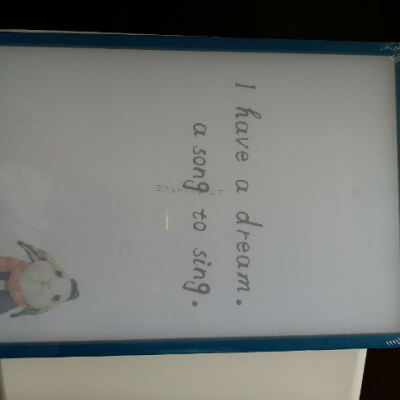 I have a dream.
a song to sing.